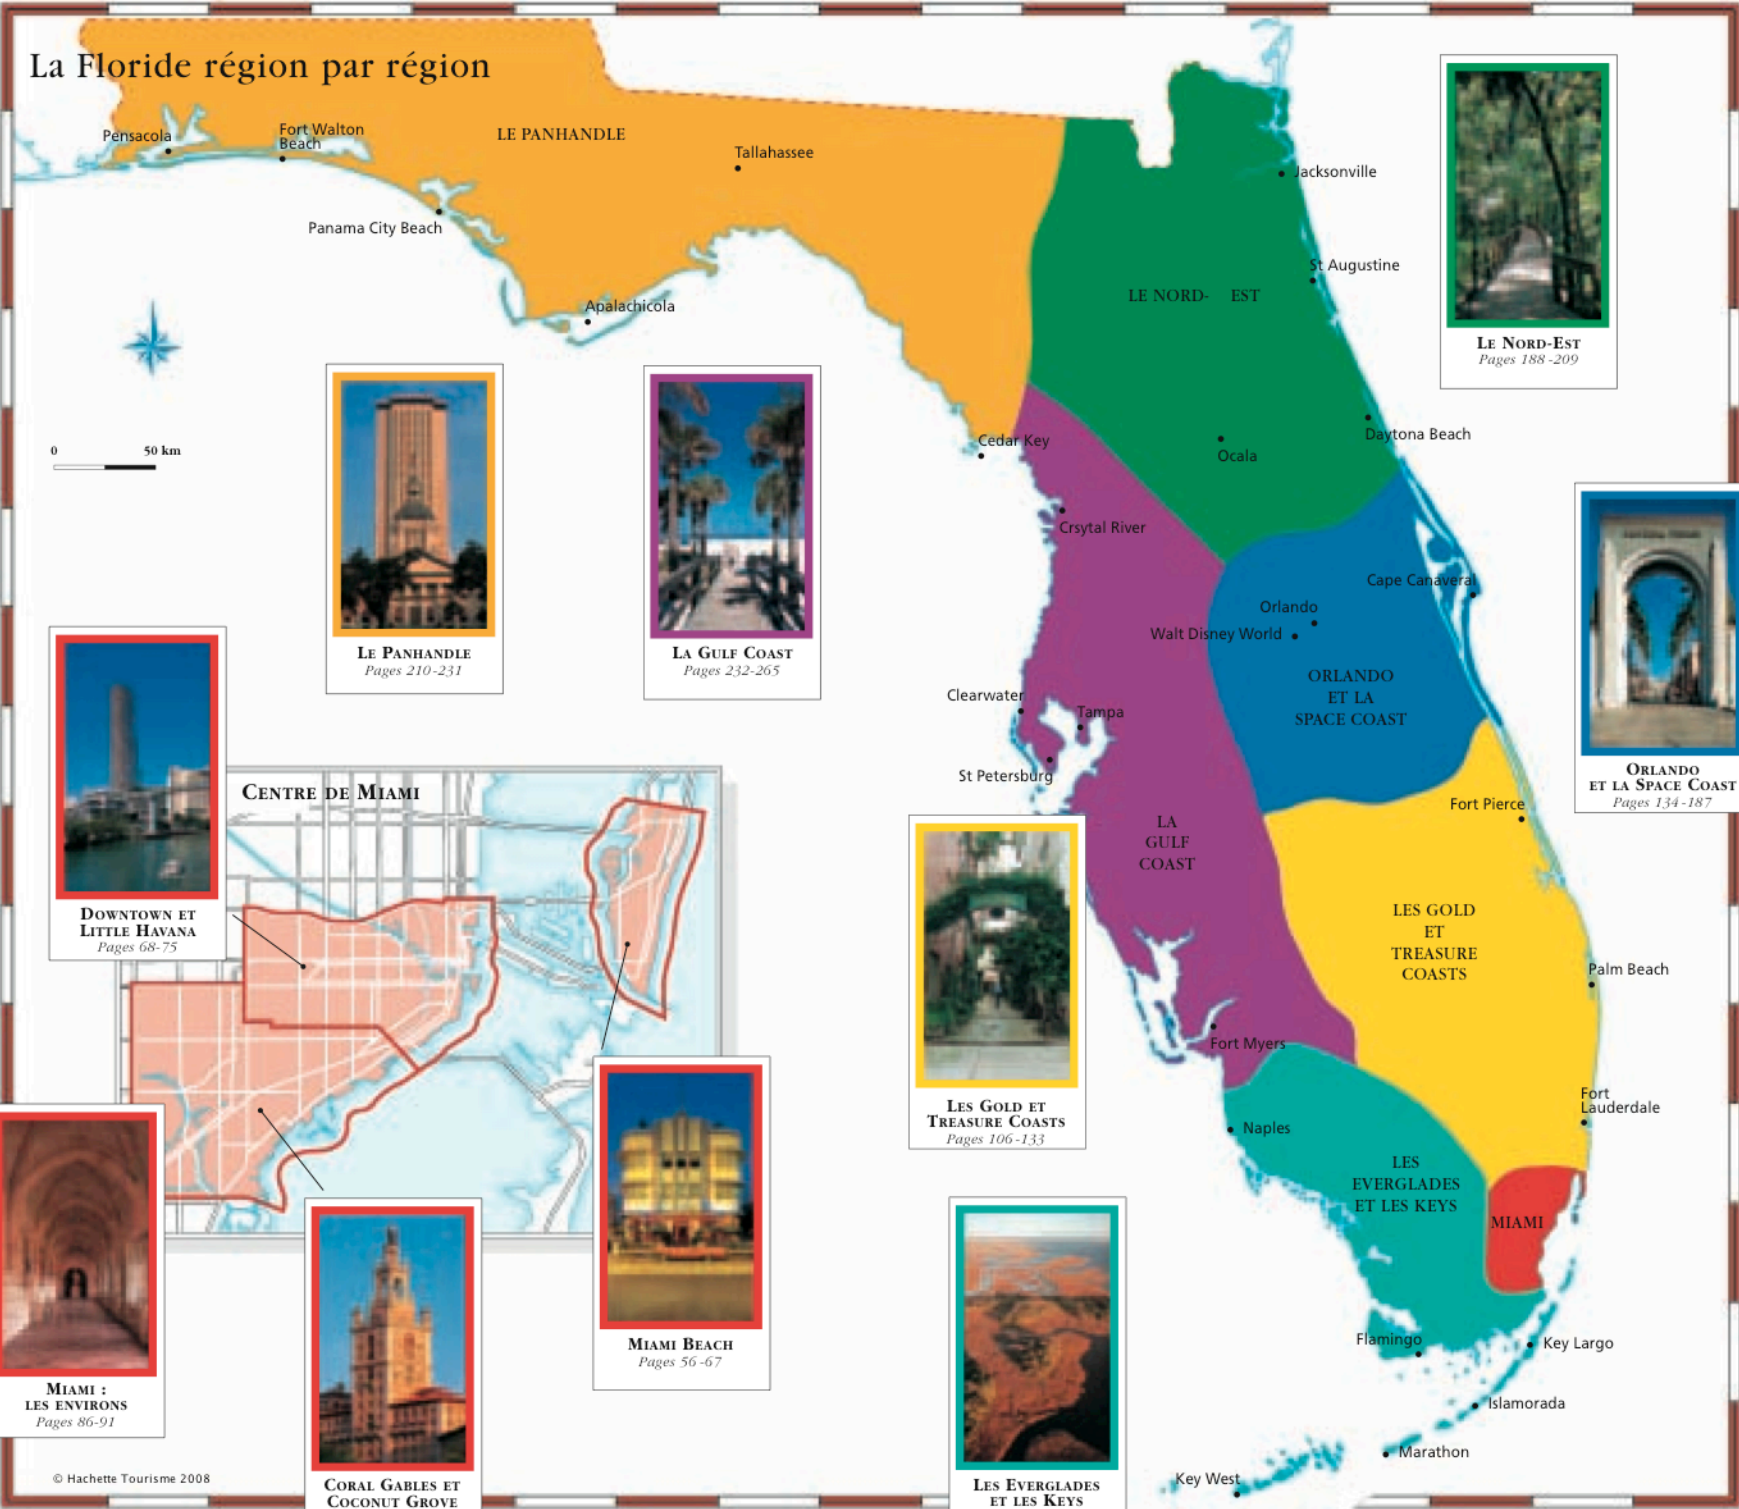 La Floride région par région
Pensacola
Fort Walton
Beach
LE PANHANDLE
Tallahassee
Panama City Beach
Apalachicola
Jacksonville
St Augustine
LE NORD- EST
Daytona Beach
Ocala
Cedar Key
Crsytal River
LE NORD-EST
Pages 188-209
0 50 km
LE PANHANDLE
Pages 210-231
LA GULF COAST
Pages 232-265
Cape Canaveral
Orlando
Walt Disney World
ORLANDO
ET LA
SPACE COAST
Clearwater
Tampa
St Petersburg
ORLANDO
ET LA SPACE COAST
Pages 134-187
Fort Pierce
LA
GULF
COAST
LES GOLD
ET
TREASURE
COASTS
Palm Beach
Fort Myers
Fort
Lauderdale
CENTRE DE MIAMI
DOWNTOWN ET
LITTLE HAVANA
Pages 68-75
LES GOLD ET
TREASURE COASTS
Pages 106-133
Naples
LES
EVERGLADES
ET LES KEYS
MIAMI
MIAMI BEACH
Pages 56-67
MIAMI :
LES ENVIRONS
Pages 86-91
Flamingo
Key Largo
Islamorada
Marathon
Key West
© Hachette Tourisme 2008
CORAL GABLES ET
COCONUT GROVE
LES EVERGLADES
ET LES KEYS